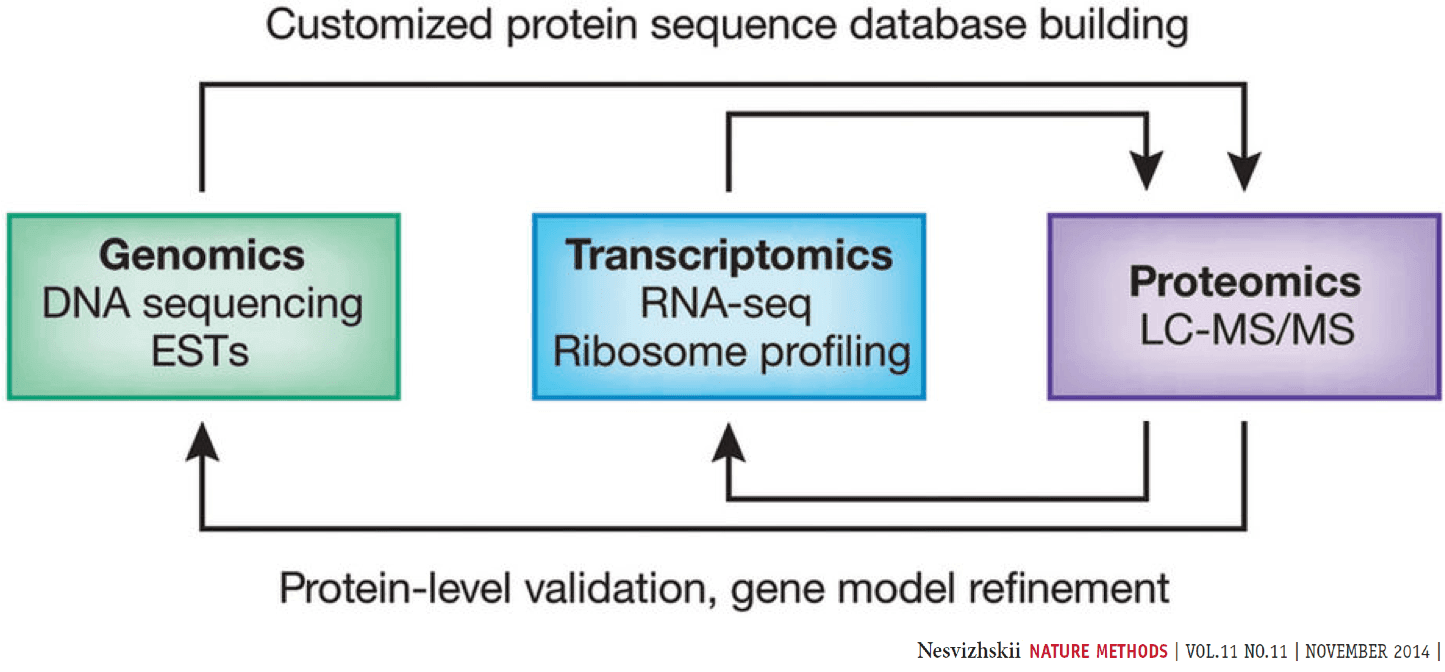 Customized protein sequence database building
Genomics
DNA sequencing
ESTs
Transcriptomics
RNA-seq
Ribosome profiling
Proteomics
LC-MS/MS
Protein-level validation, gene model refinement
Nesvizhskii NATURE METHODS | VOL.11 NO.11 | NOVEMBER 2014 |